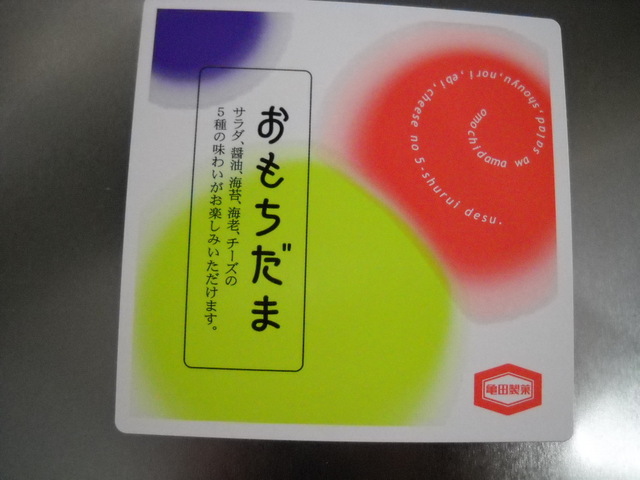 おもちだま
サラダ、醤油、海苔、海老、チーズの
5種の味わいがお楽しみいただけます。
omochidama wa salad,shouyu,nori,ebi,cheese no 5-shurui desu.
亀田製菓